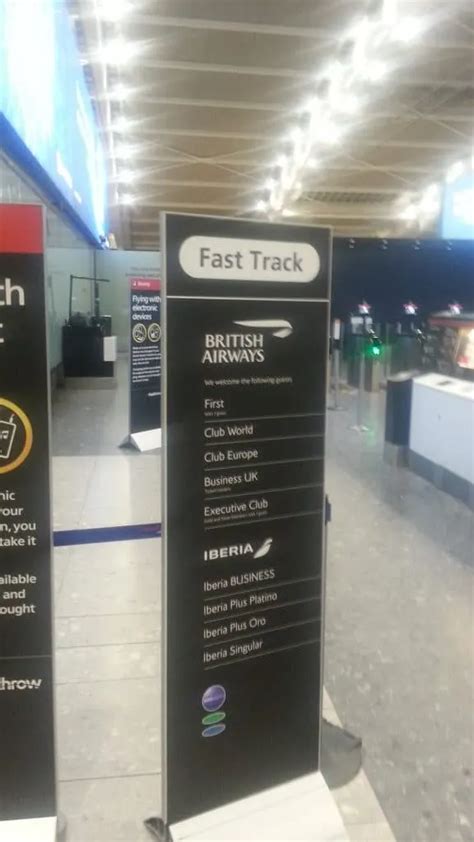 Fast Track
BRITISH
AIRWAYS
We welcome the following guests
First
Club World
Club Europe
Business UK
Executive Club
IBERIA
Iberia BUSINESS
Iberia Plus Platino
Iberia Plus Oro
Iberia Singular
Flying with
electronic
devices
th
nic
your
n, you
take it
ailable
and
ought
throw